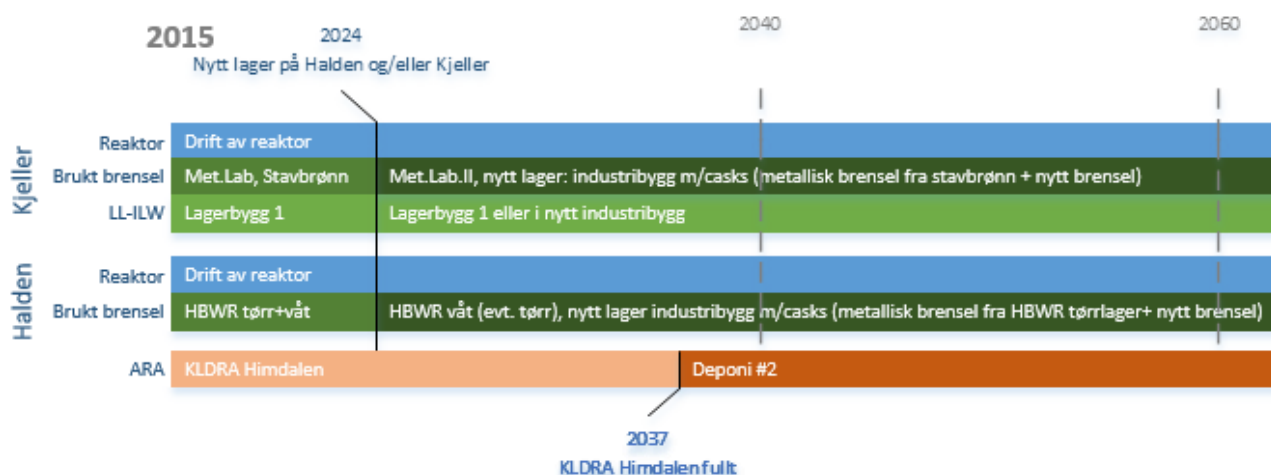 2015
2024
2040
2060
Nytt lager på Halden og/eller Kjeller
Kjeller
Reaktor
Drift av reaktor
Brukt brensel
Met.Lab, Stavbrønn
Met.Lab.II, nytt lager: industribygg m/casks (metallisk brensel fra stavbrønn + nytt brensel)
LL-ILW
Lagerbygg 1
Lagerbygg 1 eller i nytt industribygg
Halden
Reaktor
Drift av reaktor
Brukt brensel
HBWR tørr+våt
HBWR våt (evt. tørr), nytt lager industribygg m/casks (metallisk brensel fra HBWR tørrlager+ nytt brensel)
ARA
KLDRA Himdalen
Deponi #2
2037
KLDRA Himdalen fullt